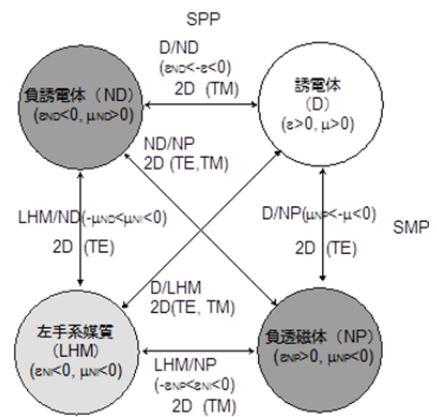 SPP
D/ND
(εND<-ε<0)
2D (TM)
負誘電体（ND）
(εND<0, μND>0)
誘電体
(D)
(ε>0, μ>0)
ND/NP
2D (TE,TM)
LHM/ND(-μND<μNI<0)
2D (TE)
D/NP(μNP<-μ<0)
2D (TE)
SMP
D/LHM
2D(TE, TM)
左手系媒質
(LHM)
(εNI<0, μNI<0)
LHM/NP
(-εNP<εNI<0)
2D (TM)
負透磁体（NP）
(εNP>0, μNP<0)